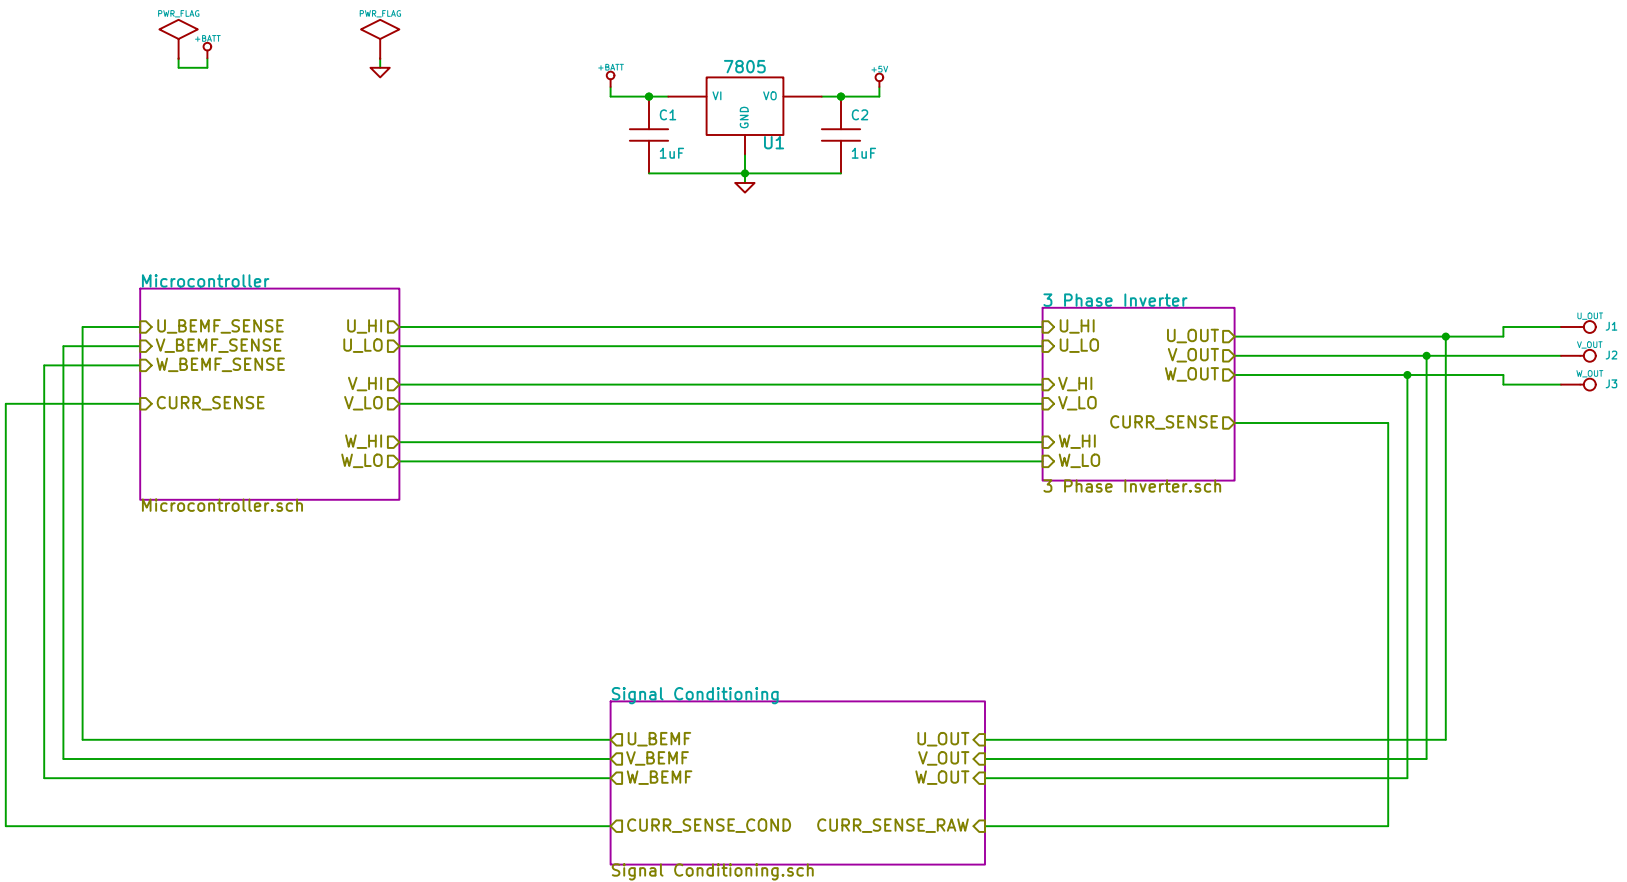 PWR_FLAG
+BATT
PWR_FLAG
+BATT
7805
+5V
VI
VO
GND
C1
1uF
U1
C2
1uF
Microcontroller
U_BEMF_SENSE
V_BEMF_SENSE
W_BEMF_SENSE
CURR_SENSE
U_HI
U_LO
V_HI
V_LO
W_HI
W_LO
Microcontroller.sch
3 Phase Inverter
U_HI
U_LO
V_HI
V_LO
W_HI
W_LO
U_OUT
V_OUT
W_OUT
CURR_SENSE
3 Phase Inverter.sch
U_OUT
J1
V_OUT
J2
W_OUT
J3
Signal Conditioning
U_BEMF
V_BEMF
W_BEMF
CURR_SENSE_COND
U_OUT
V_OUT
W_OUT
CURR_SENSE_RAW
Signal Conditioning.sch